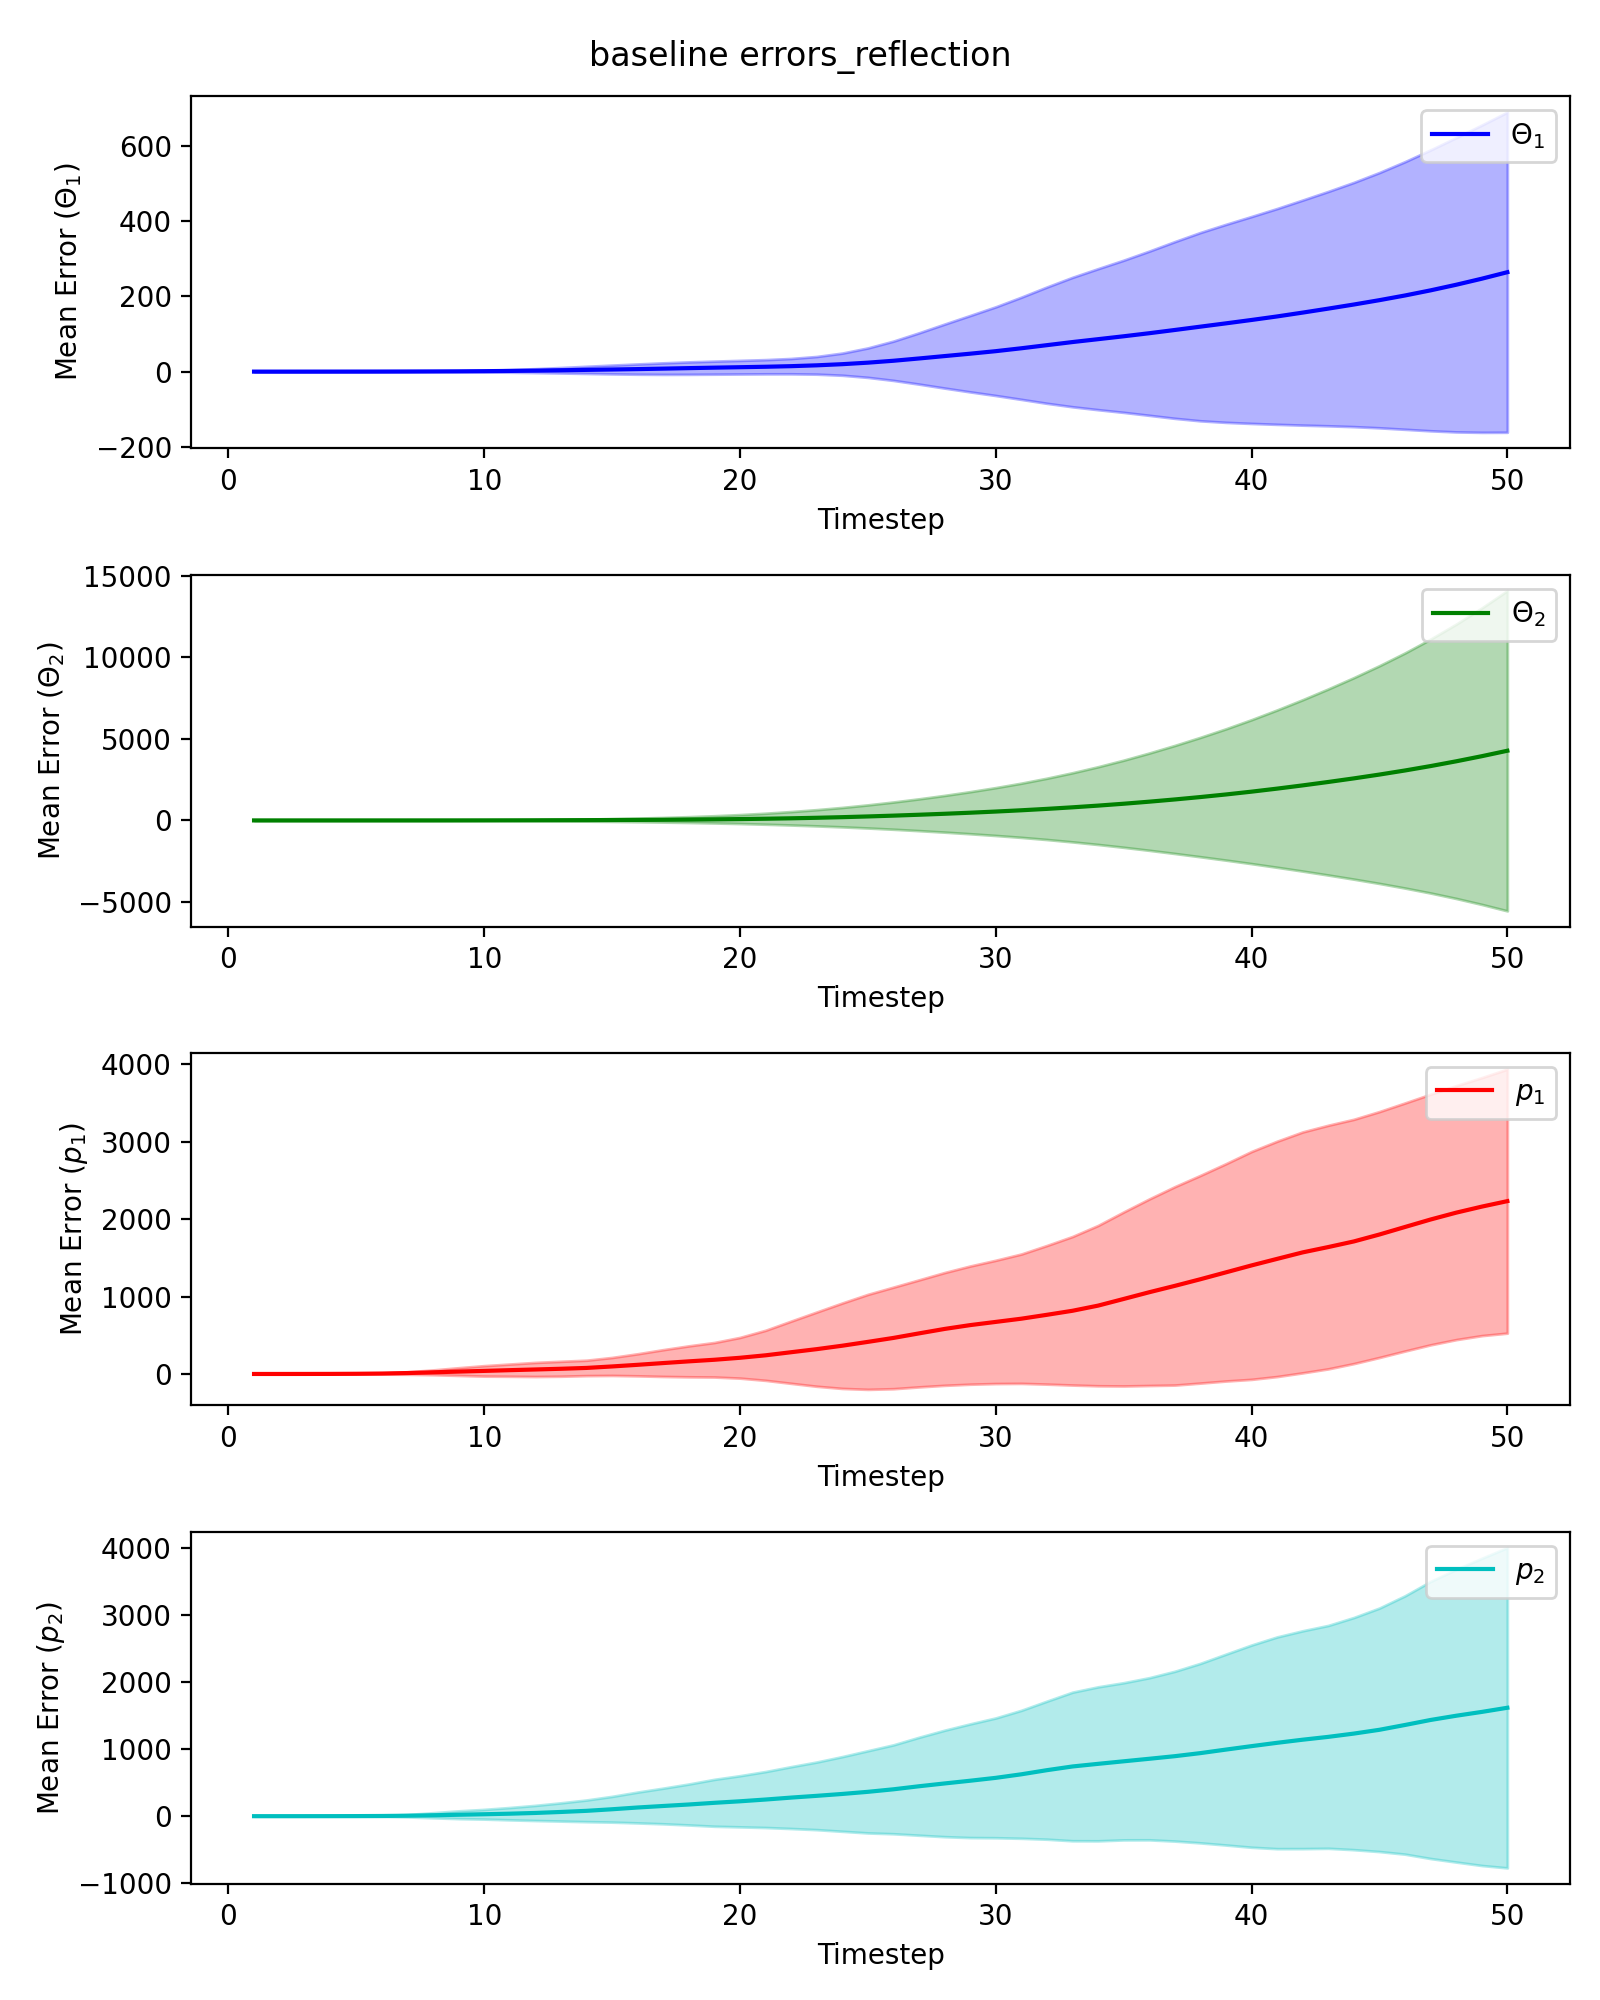 baseline errors_reflection
Mean Error (Θ₁)
600
400
200
0
−200
Θ₁
0 10 20 30 40 50
Timestep
Mean Error (Θ₂)
15000
10000
5000
0
−5000
Θ₂
0 10 20 30 40 50
Timestep
Mean Error (p₁)
4000
3000
2000
1000
0
p₁
0 10 20 30 40 50
Timestep
Mean Error (p₂)
4000
3000
2000
1000
0
−1000
p₂
0 10 20 30 40 50
Timestep